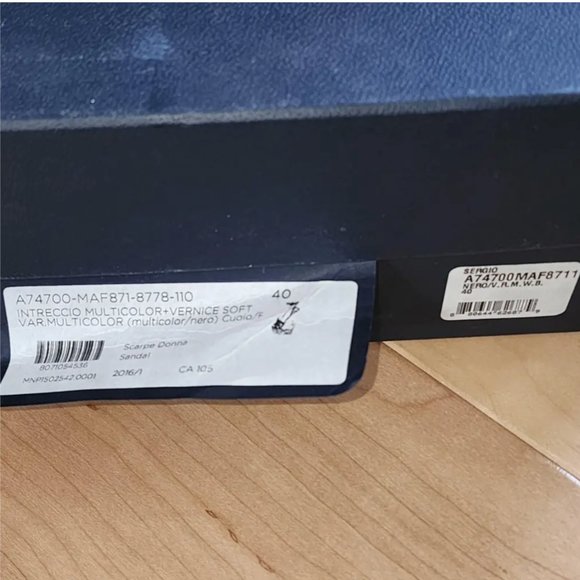 A74700-MAF871-8778-110 40
INTRECCIO MULTICOLOR+VERNICE SOFT
VAR.MULTICOLOR (multicolor/nero) Cuoio/F
Scarpe Donna
Sandal
8071084536
MNP1502542.0001 2016/1 CA 105
SERGIO
A74700MAF8711
NERO/V.R.M.W.B.
40